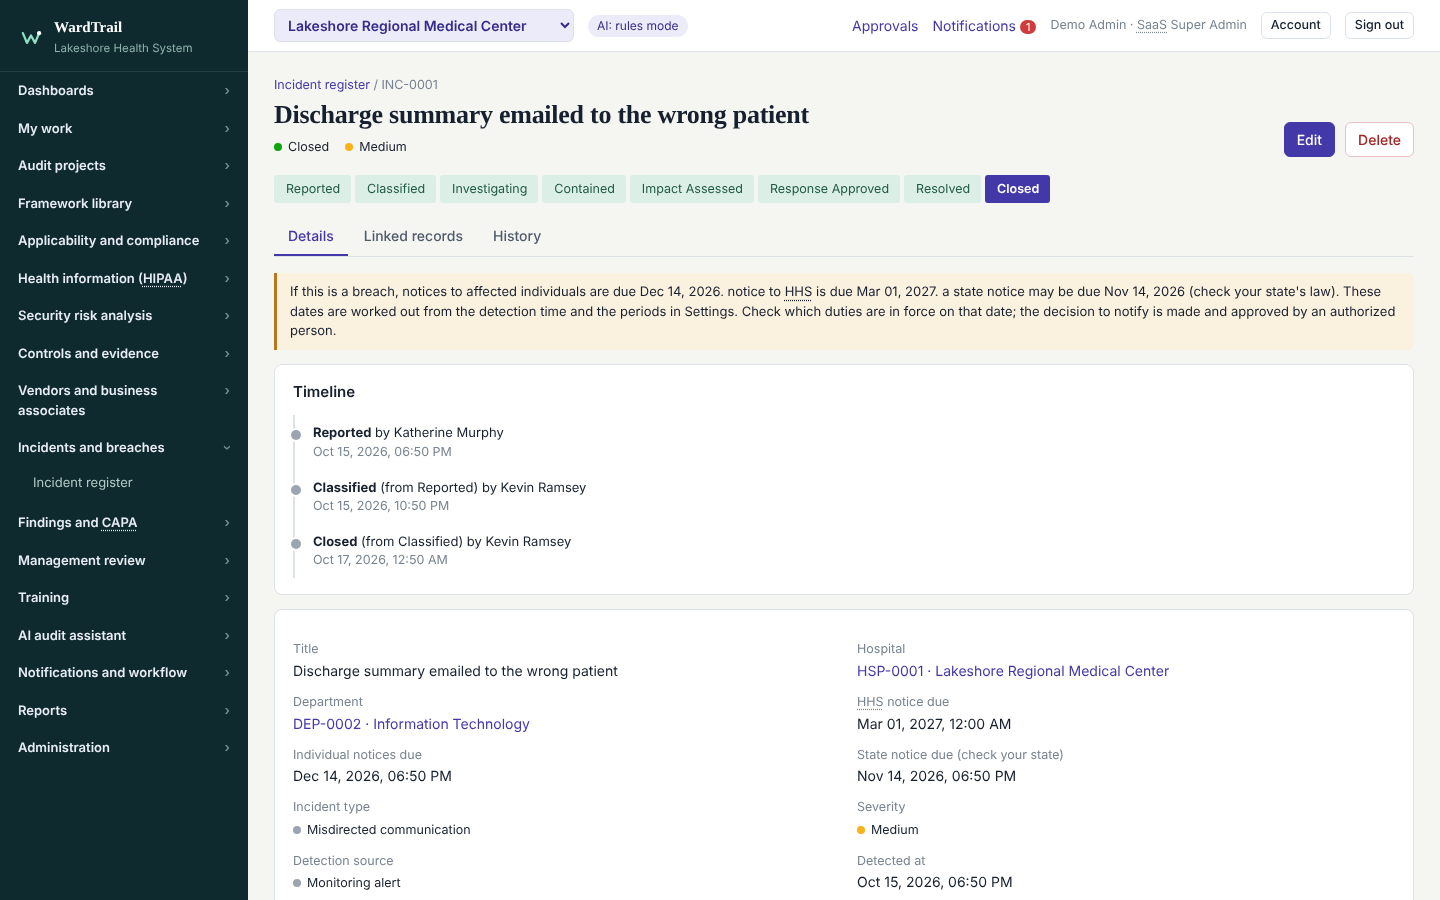 WardTrail
Lakeshore Health System
Dashboards
My work
Audit projects
Framework library
Applicability and compliance
Health information (HIPAA)
Security risk analysis
Controls and evidence
Vendors and business
associates
Incidents and breaches
Incident register
Findings and CAPA
Management review
Training
AI audit assistant
Notifications and workflow
Reports
Administration
Lakeshore Regional Medical Center
AI: rules mode
Approvals
Notifications 1
Demo Admin · SaaS Super Admin
Account
Sign out
Incident register / INC-0001
Discharge summary emailed to the wrong patient
Closed
Medium
Edit
Delete
Reported
Classified
Investigating
Contained
Impact Assessed
Response Approved
Resolved
Closed
Details
Linked records
History
If this is a breach, notices to affected individuals are due Dec 14, 2026. notice to HHS is due Mar 01, 2027. a state notice may be due Nov 14, 2026 (check your state's law). These
dates are worked out from the detection time and the periods in Settings. Check which duties are in force on that date; the decision to notify is made and approved by an authorized
person.
Timeline
Reported by Katherine Murphy
Oct 15, 2026, 06:50 PM
Classified (from Reported) by Kevin Ramsey
Oct 15, 2026, 10:50 PM
Closed (from Classified) by Kevin Ramsey
Oct 17, 2026, 12:50 AM
Title
Discharge summary emailed to the wrong patient
Hospital
HSP-0001 · Lakeshore Regional Medical Center
Department
DEP-0002 · Information Technology
HHS notice due
Mar 01, 2027, 12:00 AM
Individual notices due
Dec 14, 2026, 06:50 PM
State notice due (check your state)
Nov 14, 2026, 06:50 PM
Incident type
Misdirected communication
Severity
Medium
Detection source
Monitoring alert
Detected at
Oct 15, 2026, 06:50 PM